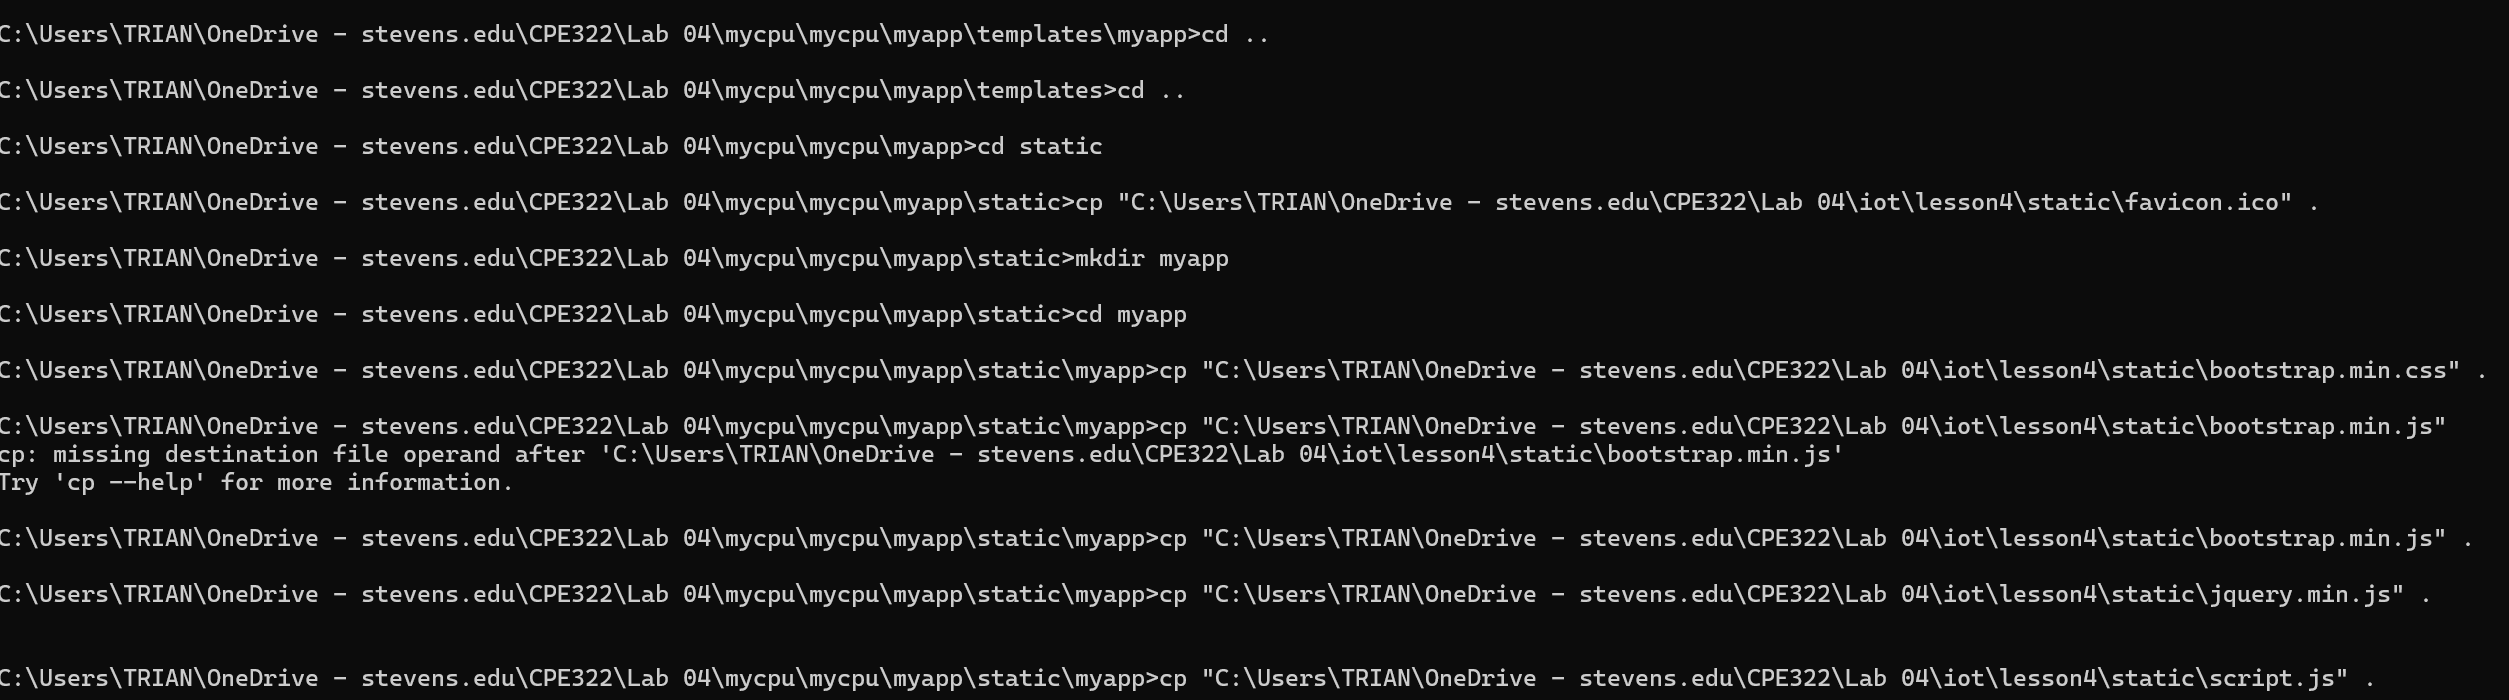 C:\Users\TRIAN\OneDrive - stevens.edu\CPE322\Lab 04\mycpu\mycpu\myapp\templates\myapp>cd ..
C:\Users\TRIAN\OneDrive - stevens.edu\CPE322\Lab 04\mycpu\mycpu\myapp\templates>cd ..
C:\Users\TRIAN\OneDrive - stevens.edu\CPE322\Lab 04\mycpu\mycpu\myapp>cd static
C:\Users\TRIAN\OneDrive - stevens.edu\CPE322\Lab 04\mycpu\mycpu\myapp\static>cp "C:\Users\TRIAN\OneDrive - stevens.edu\CPE322\Lab 04\iot\lesson4\static\favicon.ico" .
C:\Users\TRIAN\OneDrive - stevens.edu\CPE322\Lab 04\mycpu\mycpu\myapp\static>mkdir myapp
C:\Users\TRIAN\OneDrive - stevens.edu\CPE322\Lab 04\mycpu\mycpu\myapp\static>cd myapp
C:\Users\TRIAN\OneDrive - stevens.edu\CPE322\Lab 04\mycpu\mycpu\myapp\static\myapp>cp "C:\Users\TRIAN\OneDrive - stevens.edu\CPE322\Lab 04\iot\lesson4\static\bootstrap.min.css" .
C:\Users\TRIAN\OneDrive - stevens.edu\CPE322\Lab 04\mycpu\mycpu\myapp\static\myapp>cp "C:\Users\TRIAN\OneDrive - stevens.edu\CPE322\Lab 04\iot\lesson4\static\bootstrap.min.js"
cp: missing destination file operand after 'C:\Users\TRIAN\OneDrive - stevens.edu\CPE322\Lab 04\iot\lesson4\static\bootstrap.min.js'
Try 'cp --help' for more information.
C:\Users\TRIAN\OneDrive - stevens.edu\CPE322\Lab 04\mycpu\mycpu\myapp\static\myapp>cp "C:\Users\TRIAN\OneDrive - stevens.edu\CPE322\Lab 04\iot\lesson4\static\bootstrap.min.js" .
C:\Users\TRIAN\OneDrive - stevens.edu\CPE322\Lab 04\mycpu\mycpu\myapp\static\myapp>cp "C:\Users\TRIAN\OneDrive - stevens.edu\CPE322\Lab 04\iot\lesson4\static\jquery.min.js" .
C:\Users\TRIAN\OneDrive - stevens.edu\CPE322\Lab 04\mycpu\mycpu\myapp\static\myapp>cp "C:\Users\TRIAN\OneDrive - stevens.edu\CPE322\Lab 04\iot\lesson4\static\script.js" .